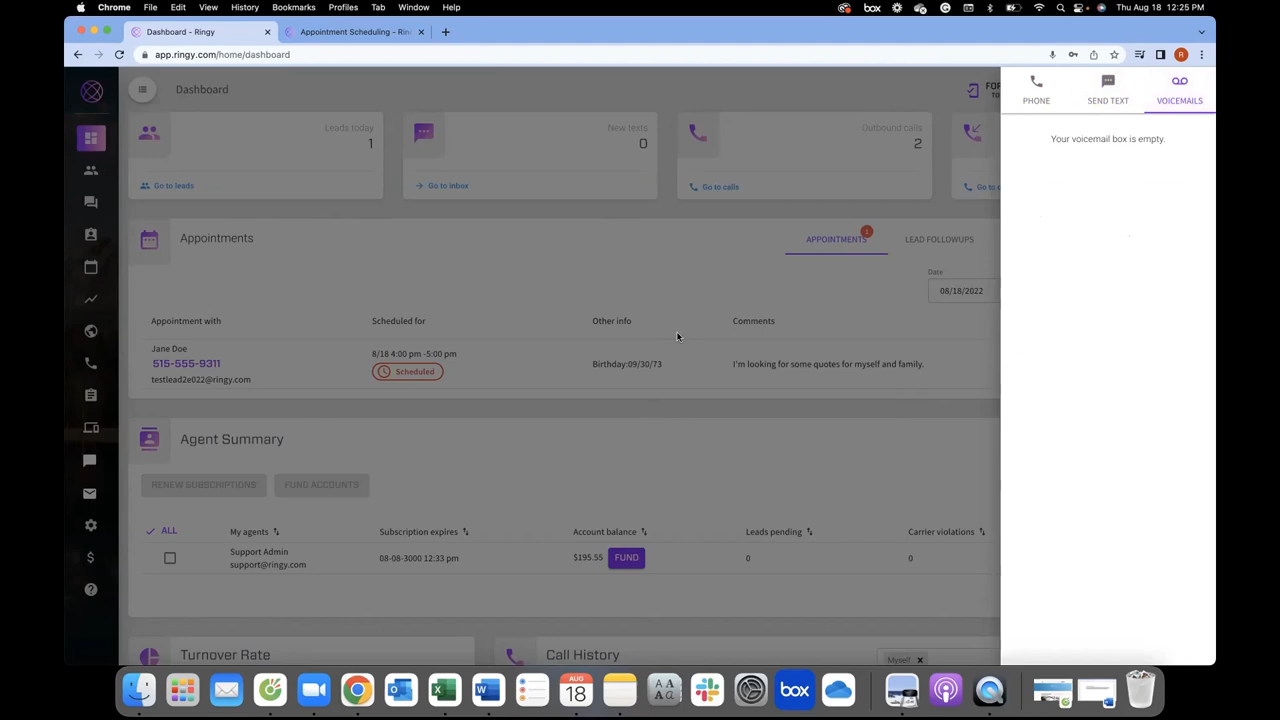 Chrome File Edit View History Bookmarks Profiles Tab Window Help box Thu Aug 18 12:25 PM
Dashboard - Ringy Appointment Scheduling - Rin
app.ringy.com/home/dashboard R
Dashboard FOR PHONE SEND TEXT VOICEMAILS
Leads today New texts Outbound calls
1 0 2 Your voicemail box is empty.
Go to leads Go to inbox Go to calls Go to c
Appointments APPOINTMENTS 1 LEAD FOLLOWUPS
Date
08/18/2022
Appointment with Scheduled for Other info Comments
Jane Doe
515-555-9311
testlead2e022@ringy.com
8/18 4:00 pm -5:00 pm
Scheduled
Birthday:09/30/73
I'm looking for some quotes for myself and family.
Agent Summary
RENEW SUBSCRIPTIONS FUND ACCOUNTS
ALL My agents Subscription expires Account balance Leads pending Carrier violations
Support Admin
support@ringy.com
08-08-3000 12:33 pm $195.55 FUND 0 0
Turnover Rate Call History Myself
AUG
18
box